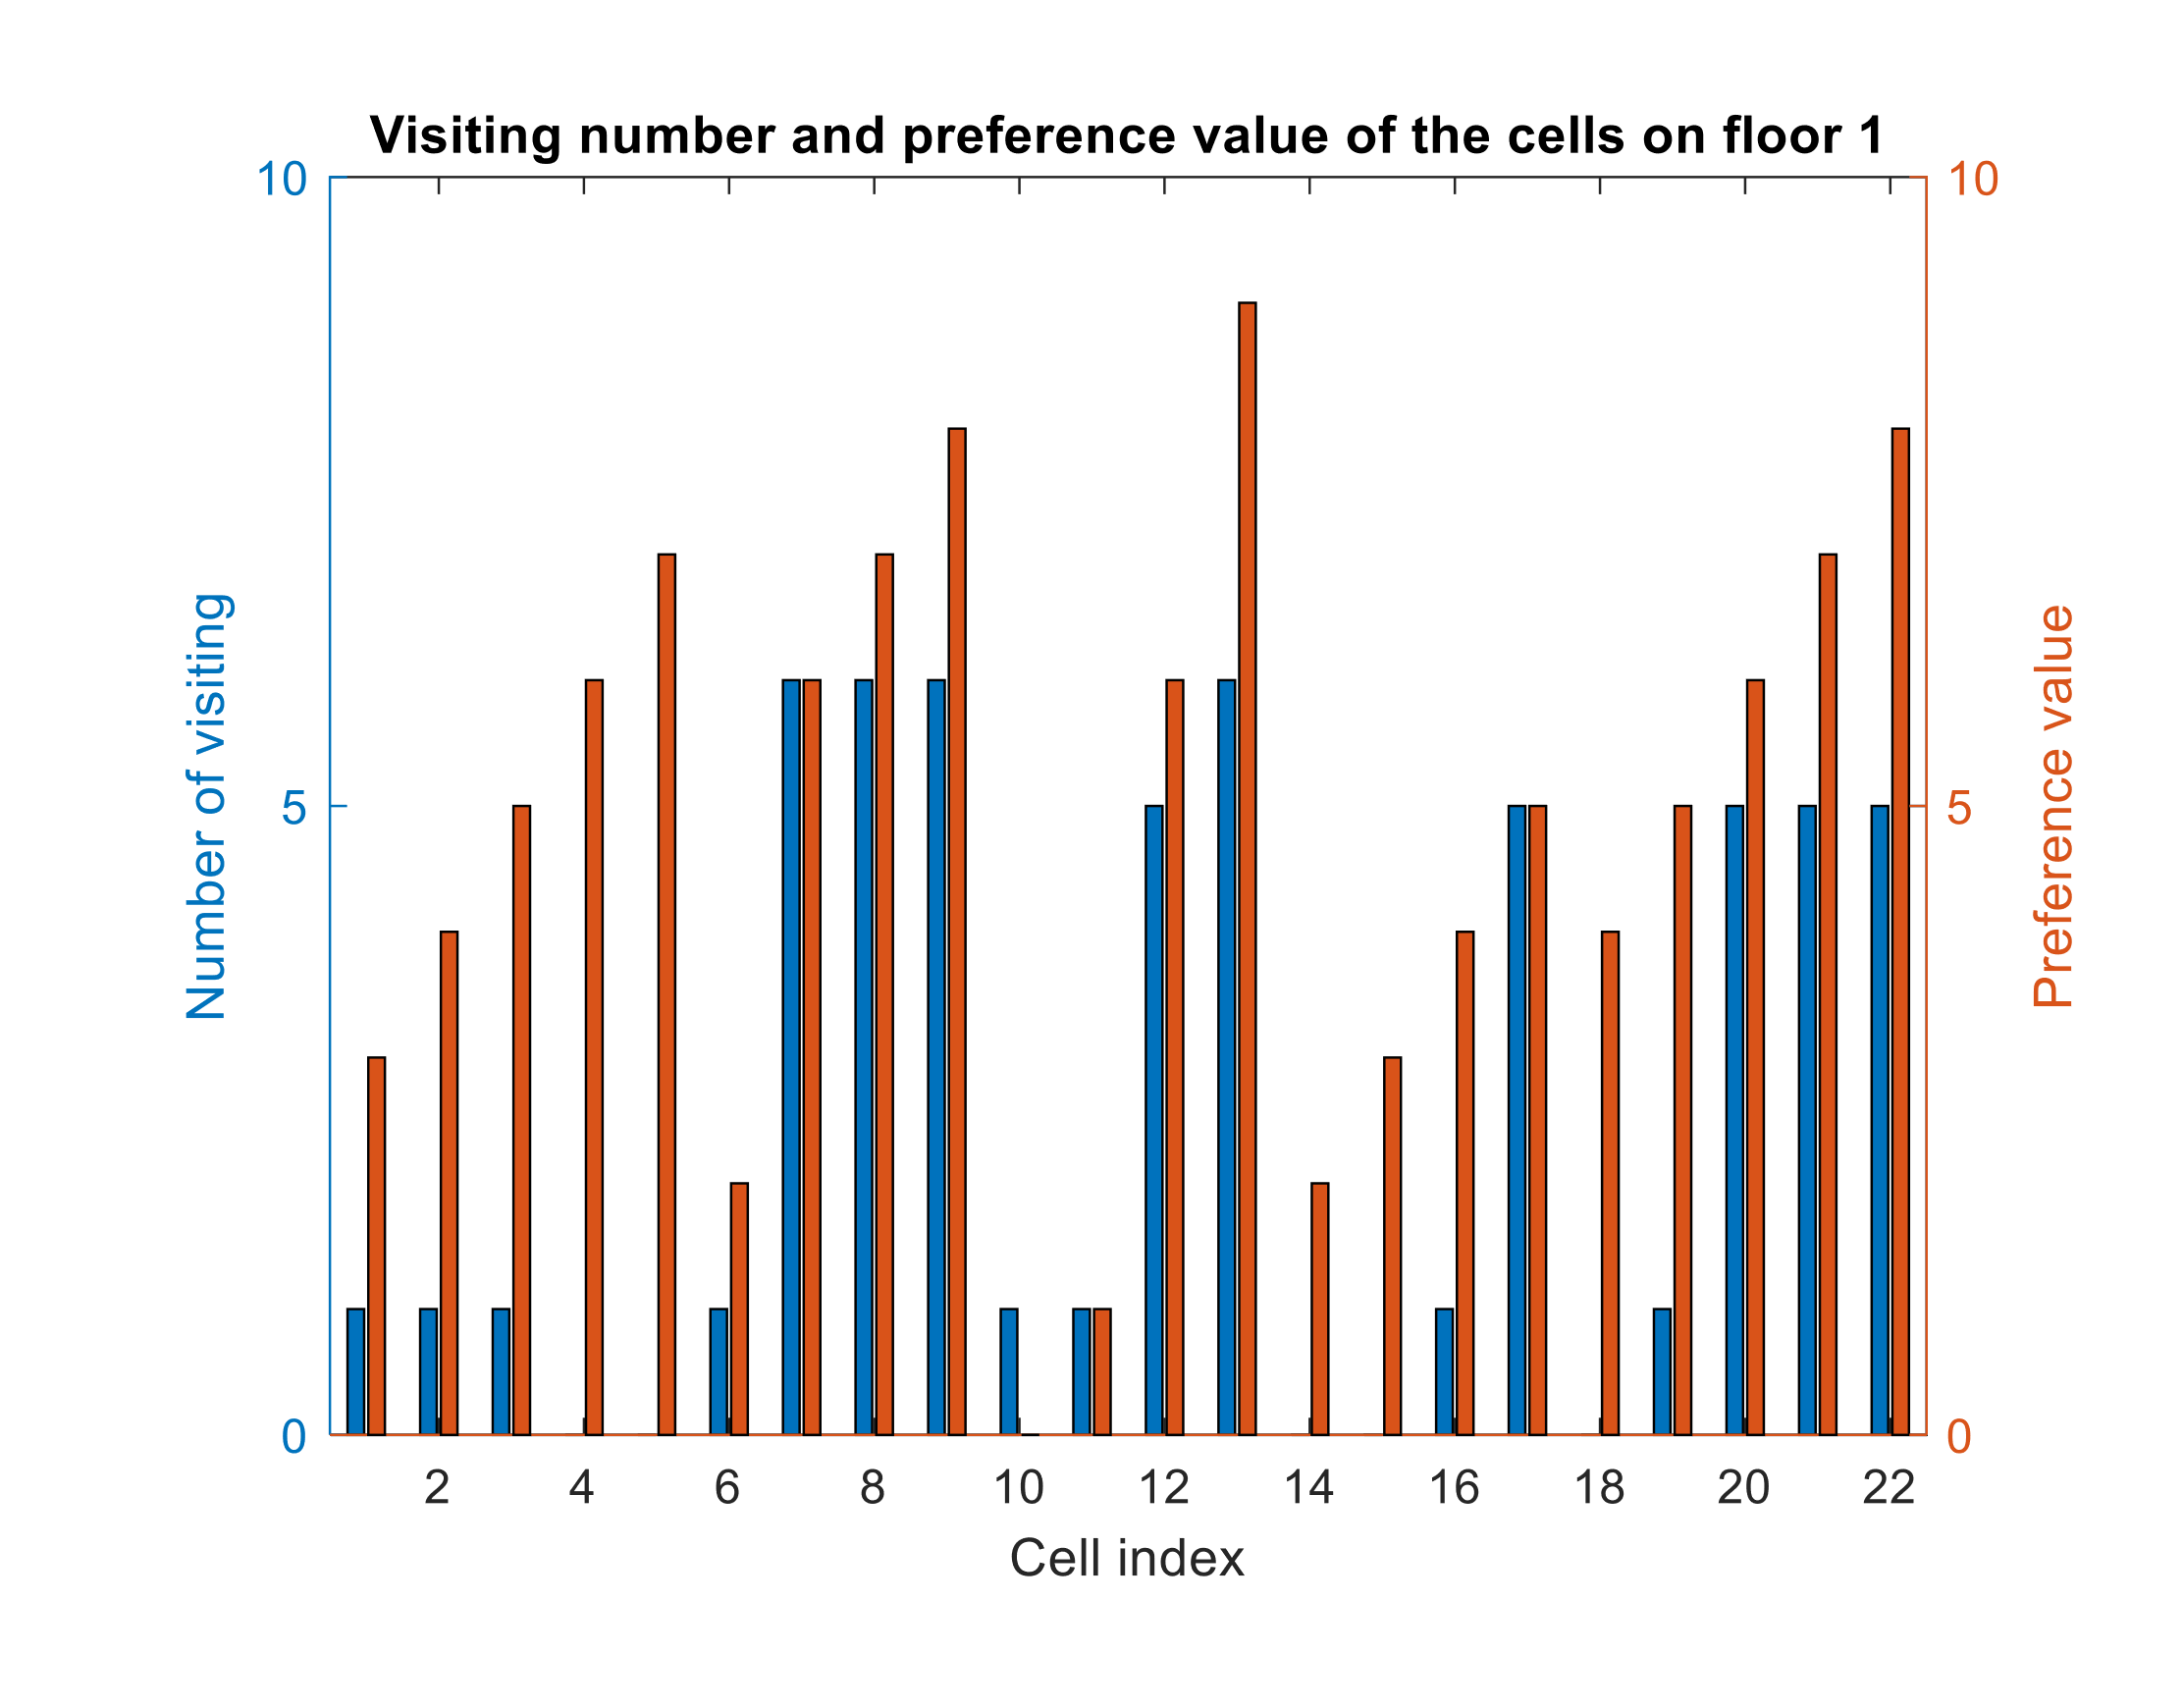 Visiting number and preference value of the cells on floor 1
10
5
0
Number of visiting
10
5
0
Preference value
2 4 6 8 10 12 14 16 18 20 22
Cell index